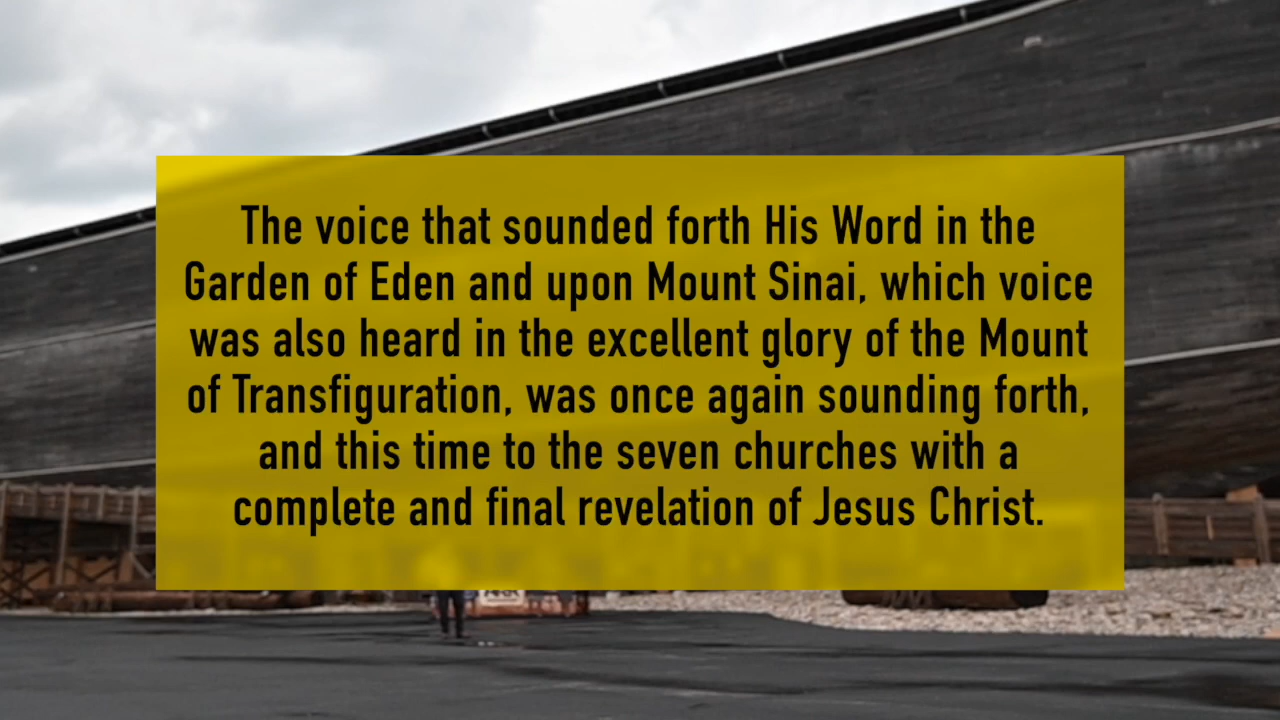 The voice that sounded forth His Word in the
Garden of Eden and upon Mount Sinai, which voice
was also heard in the excellent glory of the Mount
of Transfiguration, was once again sounding forth,
and this time to the seven churches with a
complete and final revelation of Jesus Christ.